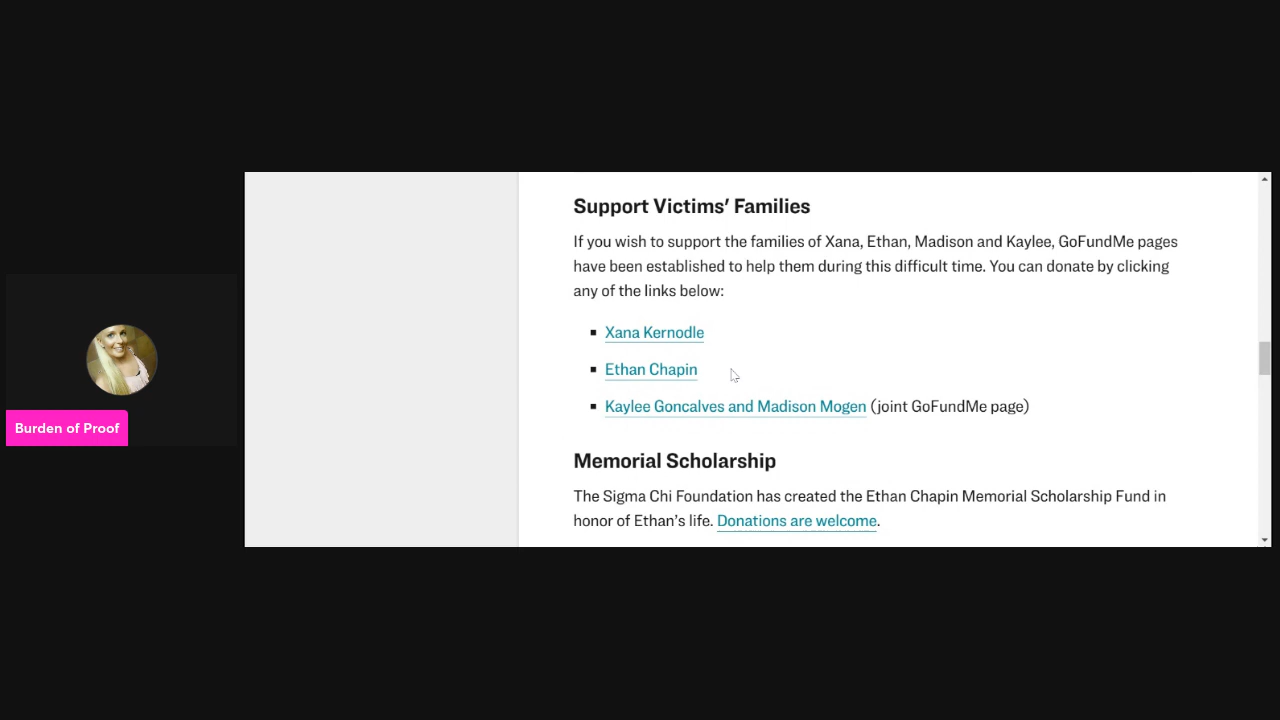 Support Victims' Families
If you wish to support the families of Xana, Ethan, Madison and Kaylee, GoFundMe pages
have been established to help them during this difficult time. You can donate by clicking
any of the links below:
Xana Kernodle
Ethan Chapin
Kaylee Goncalves and Madison Mogen (joint GoFundMe page)
Burden of Proof
Memorial Scholarship
The Sigma Chi Foundation has created the Ethan Chapin Memorial Scholarship Fund in
honor of Ethan's life. Donations are welcome.